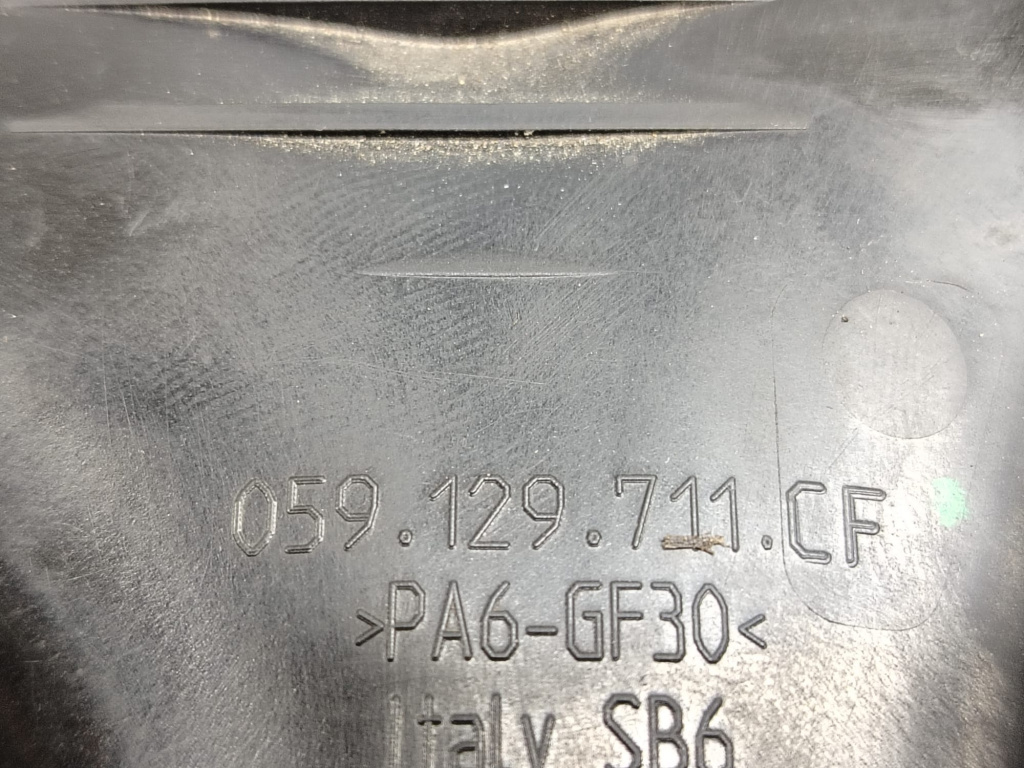 059.129.711.CF
>PA6-GF30<
Italy SB6